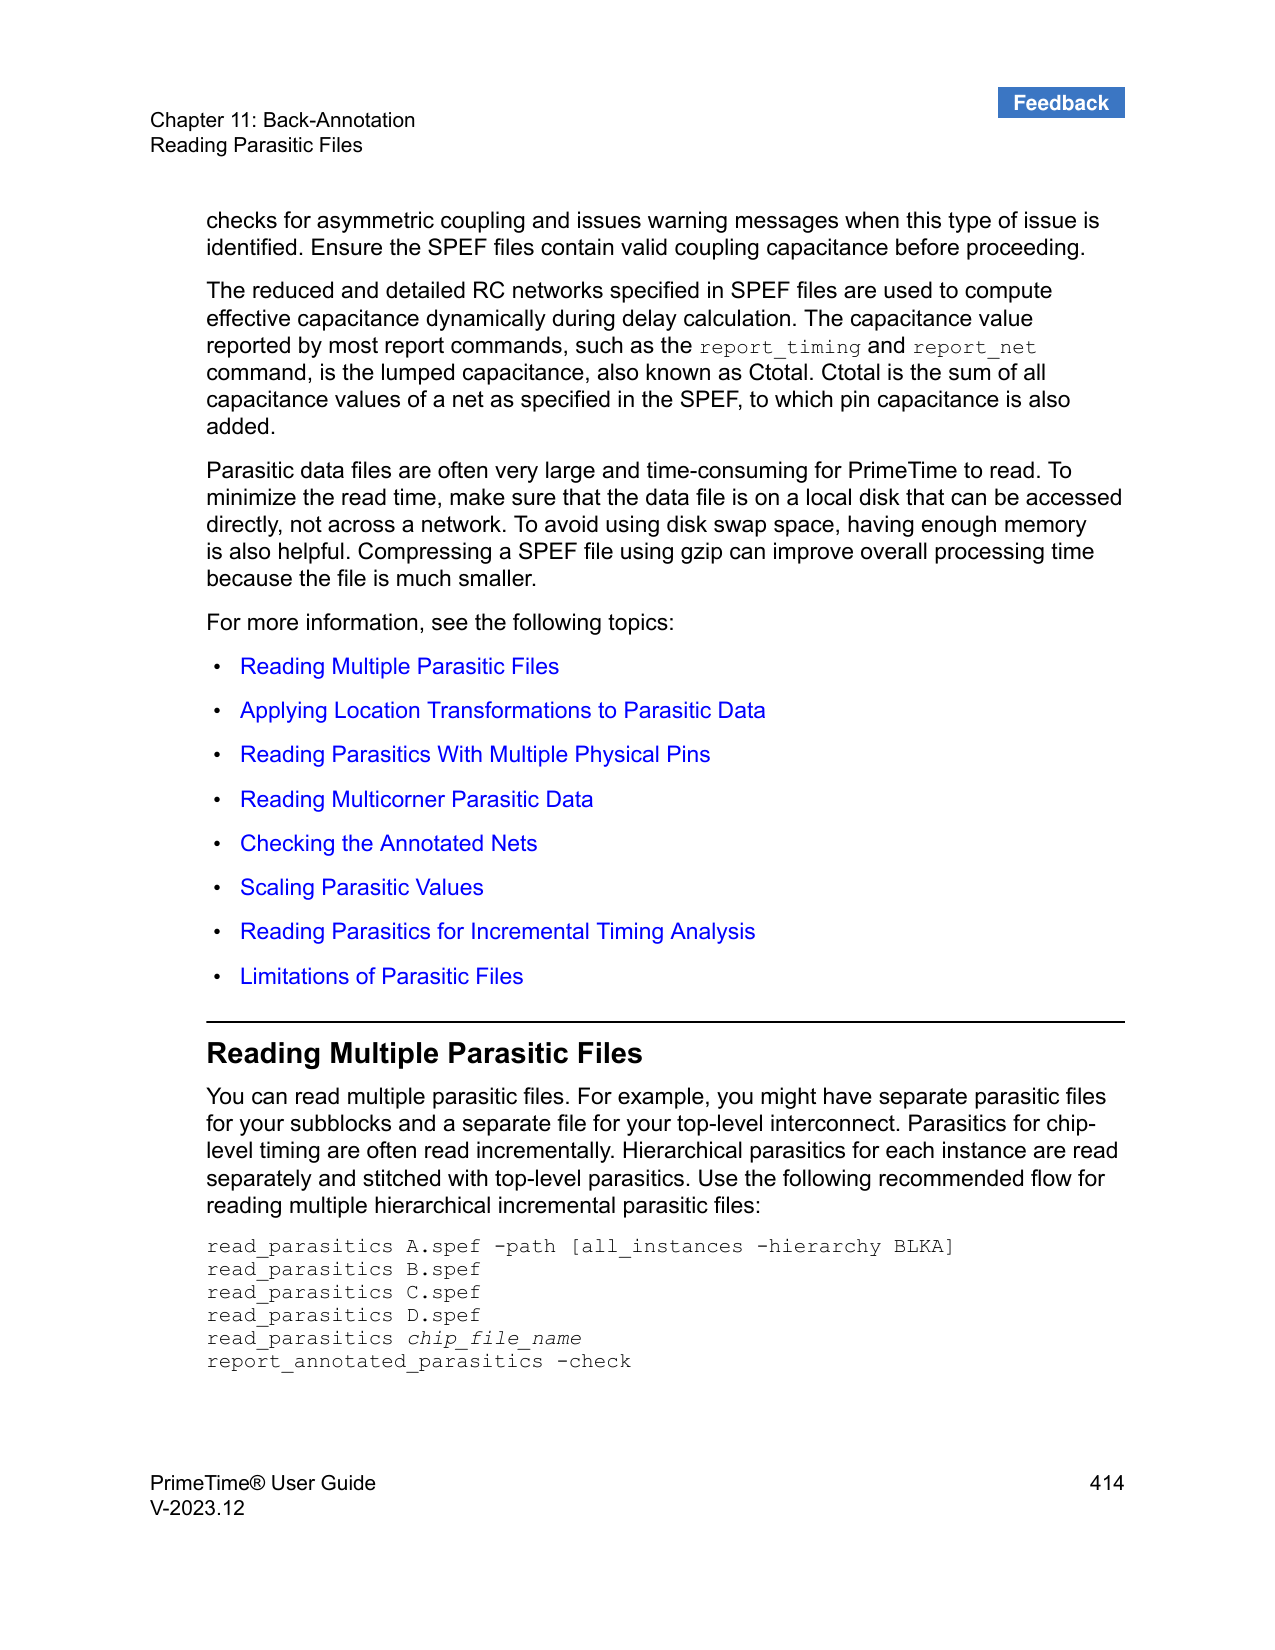 Feedback
Chapter 11: Back-Annotation
Reading Parasitic Files
checks for asymmetric coupling and issues warning messages when this type of issue is
identified. Ensure the SPEF files contain valid coupling capacitance before proceeding.
The reduced and detailed RC networks specified in SPEF files are used to compute
effective capacitance dynamically during delay calculation. The capacitance value
reported by most report commands, such as the report_timing and report_net
command, is the lumped capacitance, also known as Ctotal. Ctotal is the sum of all
capacitance values of a net as specified in the SPEF, to which pin capacitance is also
added.
Parasitic data files are often very large and time-consuming for PrimeTime to read. To
minimize the read time, make sure that the data file is on a local disk that can be accessed
directly, not across a network. To avoid using disk swap space, having enough memory
is also helpful. Compressing a SPEF file using gzip can improve overall processing time
because the file is much smaller.
For more information, see the following topics:
• Reading Multiple Parasitic Files
• Applying Location Transformations to Parasitic Data
• Reading Parasitics With Multiple Physical Pins
• Reading Multicorner Parasitic Data
• Checking the Annotated Nets
• Scaling Parasitic Values
• Reading Parasitics for Incremental Timing Analysis
• Limitations of Parasitic Files
Reading Multiple Parasitic Files
You can read multiple parasitic files. For example, you might have separate parasitic files
for your subblocks and a separate file for your top-level interconnect. Parasitics for chip-
level timing are often read incrementally. Hierarchical parasitics for each instance are read
separately and stitched with top-level parasitics. Use the following recommended flow for
reading multiple hierarchical incremental parasitic files:
read_parasitics A.spef -path [all_instances -hierarchy BLKA]
read_parasitics B.spef
read_parasitics C.spef
read_parasitics D.spef
read_parasitics chip_file_name
report_annotated_parasitics -check
PrimeTime® User Guide 414
V-2023.12